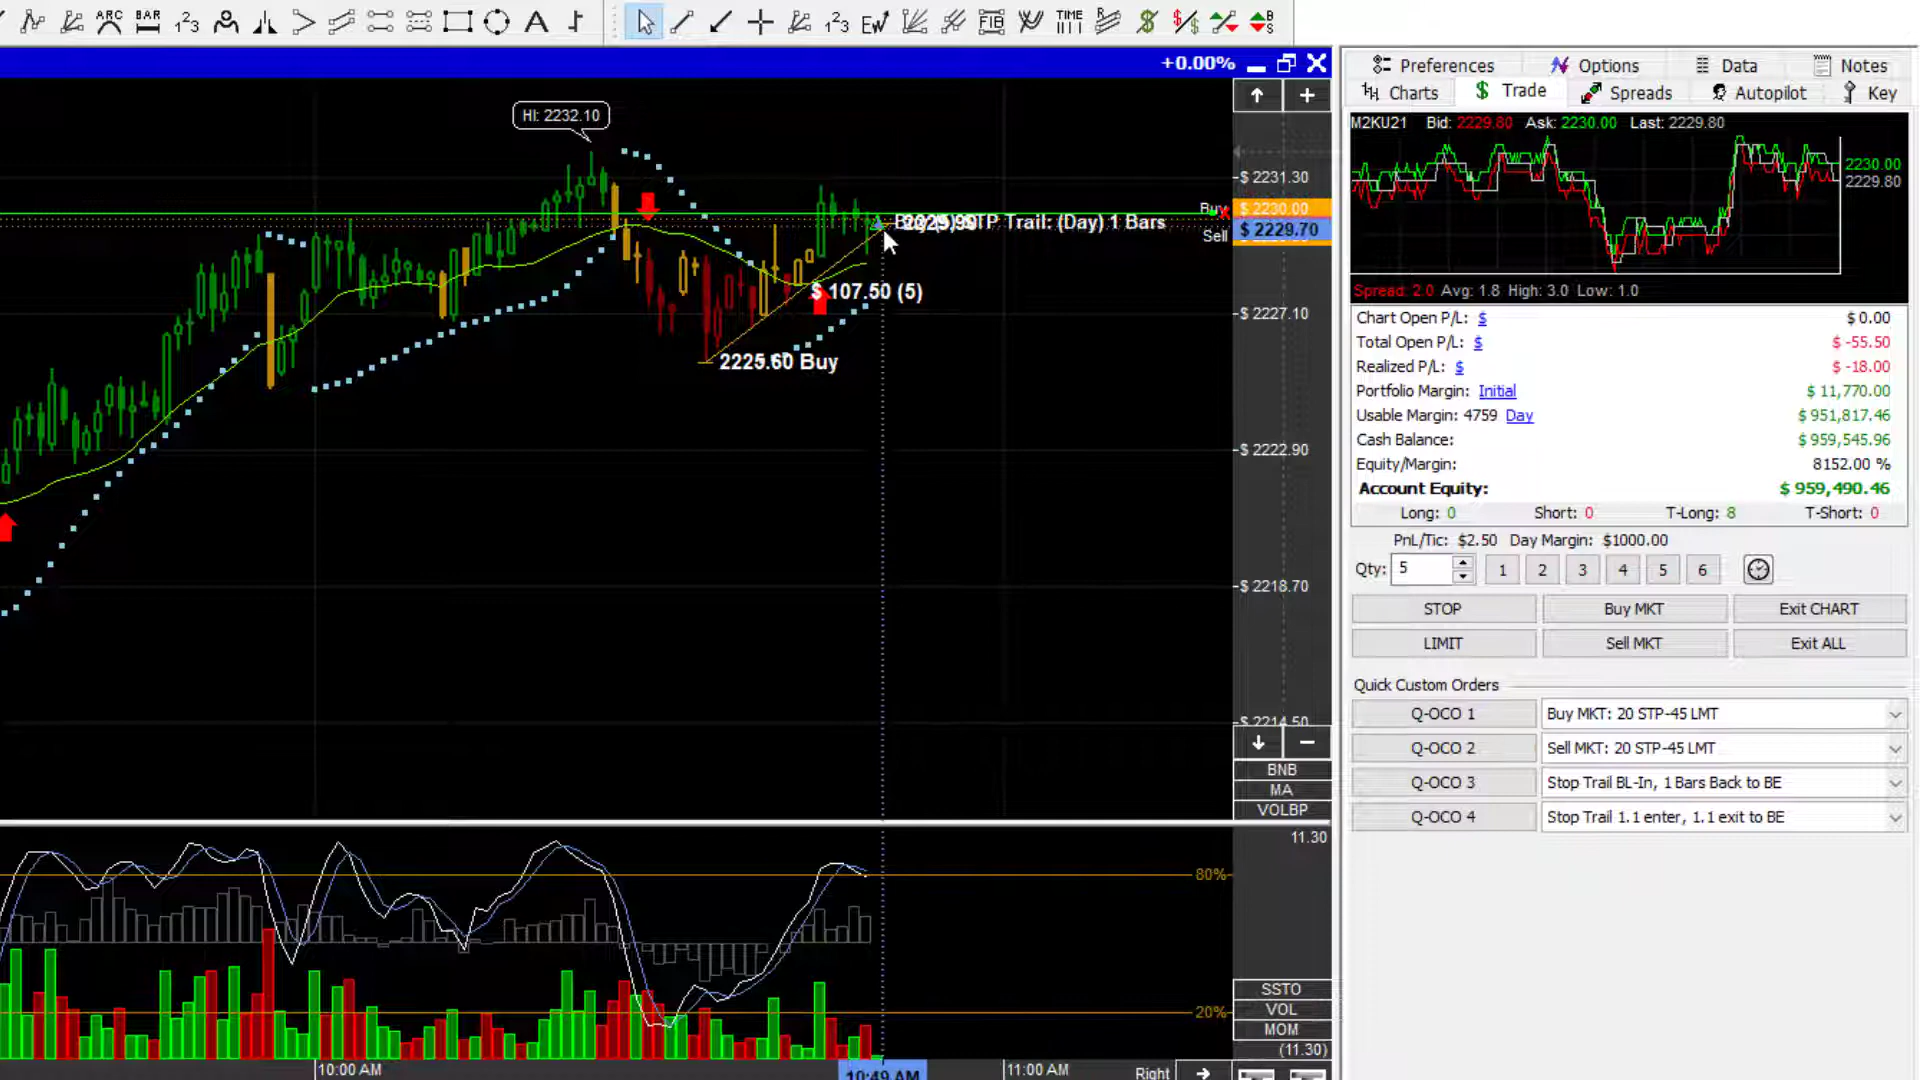 ARC
BAR
123
A
123
EW
FIB
TIME
R
B
S
+0.00%
Preferences
Options
Data
Notes
Charts
$ Trade
Spreads
Autopilot
Key
HI: 2232.10
M2KU21 Bid: 2229.80 Ask: 2230.00 Last: 2229.80
2230.00
2229.80
Spread: 2.0 Avg: 1.8 High: 3.0 Low: 1.0
$ 2231.30
Buy
$ 2230.00
STP Trail: (Day) 1 Bars
Sell
$ 2229.70
$ 107.50 (5)
$ 2227.10
2225.60 Buy
$ 2222.90
$ 2218.70
$ 2214.50
BNB
MA
VOLBP
11.30
80%
20%
SSTO
VOL
MOM
(11.30)
10:00 AM
10:49 AM
11:00 AM
Right
Chart Open P/L: $ $ 0.00
Total Open P/L: $ $ -55.50
Realized P/L: $ $ -18.00
Portfolio Margin: Initial $ 11,770.00
Usable Margin: 4759 Day $ 951,817.46
Cash Balance: $ 959,545.96
Equity/Margin: 8152.00 %
Account Equity: $ 959,490.46
Long: 0 Short: 0 T-Long: 8 T-Short: 0
PnL/Tic: $2.50 Day Margin: $1000.00
Qty: 5 1 2 3 4 5 6
STOP Buy MKT Exit CHART
LIMIT Sell MKT Exit ALL
Quick Custom Orders
Q-OCO 1 Buy MKT: 20 STP-45 LMT
Q-OCO 2 Sell MKT: 20 STP-45 LMT
Q-OCO 3 Stop Trail BL-In, 1 Bars Back to BE
Q-OCO 4 Stop Trail 1.1 enter, 1.1 exit to BE